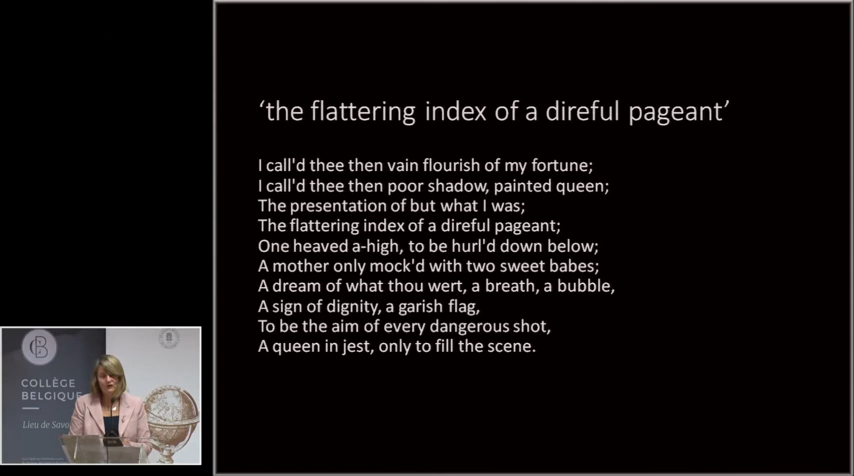 ‘the flattering index of a direful pageant’
I call'd thee then vain flourish of my fortune;
I call'd thee then poor shadow, painted queen;
The presentation of but what I was;
The flattering index of a direful pageant;
One heaved a-high, to be hurl'd down below;
A mother only mock'd with two sweet babes;
A dream of what thou wert, a breath, a bubble,
A sign of dignity, a garish flag,
To be the aim of every dangerous shot,
A queen in jest, only to fill the scene.
COLLÈGE
BELGIQUE
Lieu de Savo